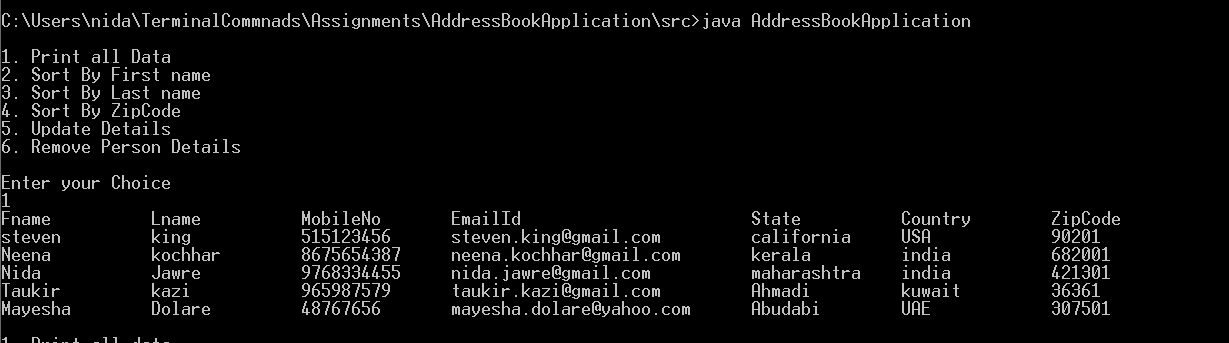 C:\Users\nida\TerminalCommnads\Assignments\AddressBookApplication\src>java AddressBookApplication
1. Print all Data
2. Sort By First name
3. Sort By Last name
4. Sort By ZipCode
5. Update Details
6. Remove Person Details
Enter your Choice
1
Fname Lname MobileNo EmailId State Country ZipCode
steven king 515123456 steven.king@gmail.com california USA 90201
Neena kochhar 8675654387 neena.kochhar@gmail.com kerala india 682001
Nida Jawre 9768334455 nida.jawre@gmail.com maharashtra india 421301
Taukir kazi 965987579 taukir.kazi@gmail.com Ahmadi kuwait 36361
Mayesha Dolare 48767656 mayesha.dolare@yahoo.com Abudabi UAE 307501
1. Print all data